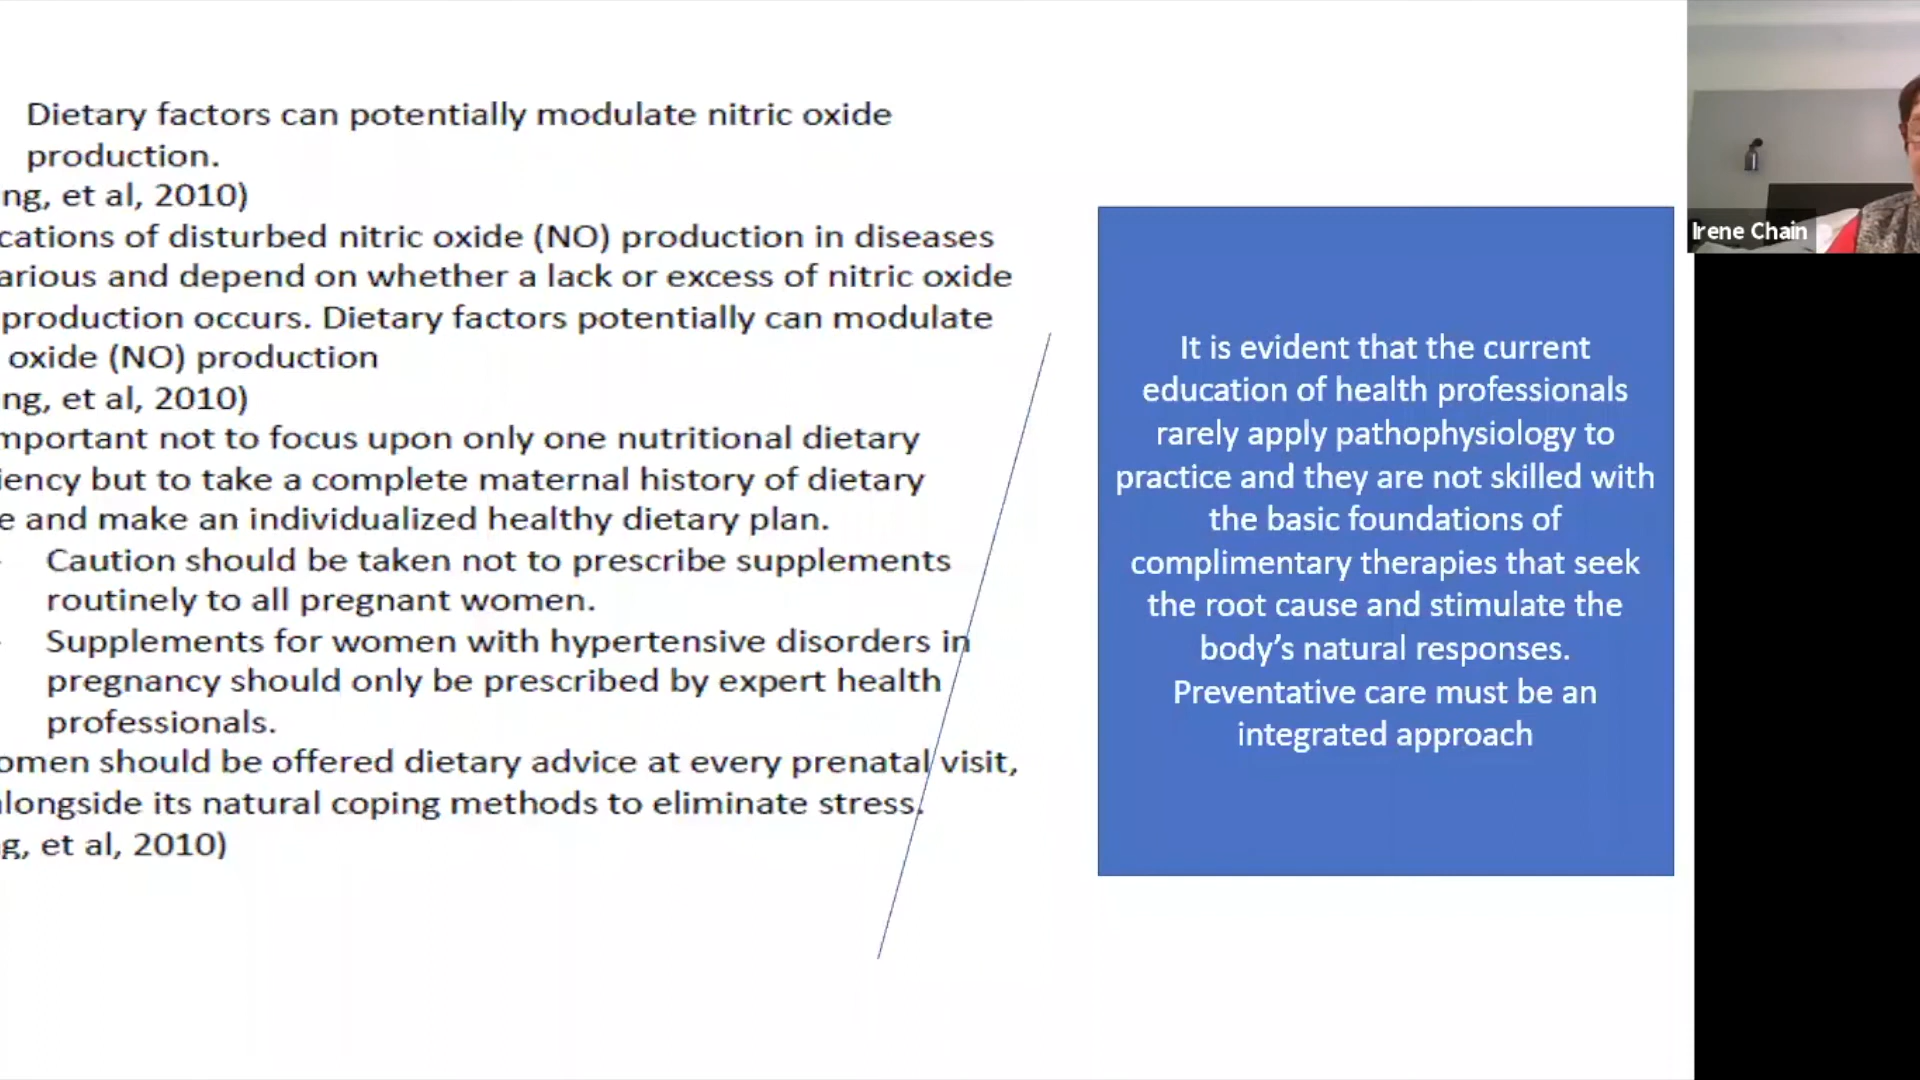 Dietary factors can potentially modulate nitric oxide
production.
et al, 2010)
of disturbed nitric oxide (NO) production in diseases
and depend on whether a lack or excess of nitric oxide
production occurs. Dietary factors potentially can modulate
oxide (NO) production
et al, 2010)
not to focus upon only one nutritional dietary
but to take a complete maternal history of dietary
and make an individualized healthy dietary plan.
Caution should be taken not to prescribe supplements
routinely to all pregnant women.
Supplements for women with hypertensive disorders in
pregnancy should only be prescribed by expert health
professionals.
should be offered dietary advice at every prenatal visit,
alongside its natural coping methods to eliminate stress.
et al, 2010)
It is evident that the current
education of health professionals
rarely apply pathophysiology to
practice and they are not skilled with
the basic foundations of
complimentary therapies that seek
the root cause and stimulate the
body's natural responses.
Preventative care must be an
integrated approach
Irene Chain